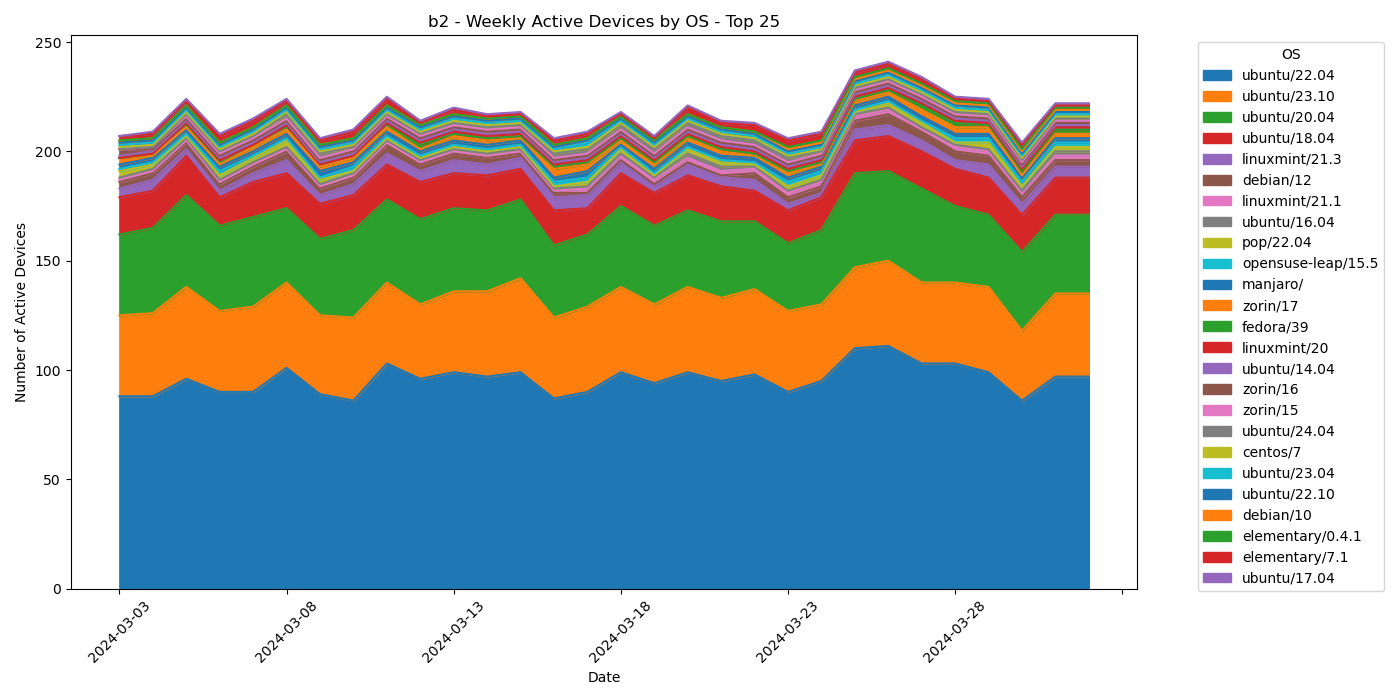 b2 - Weekly Active Devices by OS - Top 25
250
200
150
100
50
0
Number of Active Devices
2024-03-03
2024-03-08
2024-03-13
2024-03-18
2024-03-23
2024-03-28
Date
OS
ubuntu/22.04
ubuntu/23.10
ubuntu/20.04
ubuntu/18.04
linuxmint/21.3
debian/12
linuxmint/21.1
ubuntu/16.04
pop/22.04
opensuse-leap/15.5
manjaro/
zorin/17
fedora/39
linuxmint/20
ubuntu/14.04
zorin/16
zorin/15
ubuntu/24.04
centos/7
ubuntu/23.04
ubuntu/22.10
debian/10
elementary/0.4.1
elementary/7.1
ubuntu/17.04